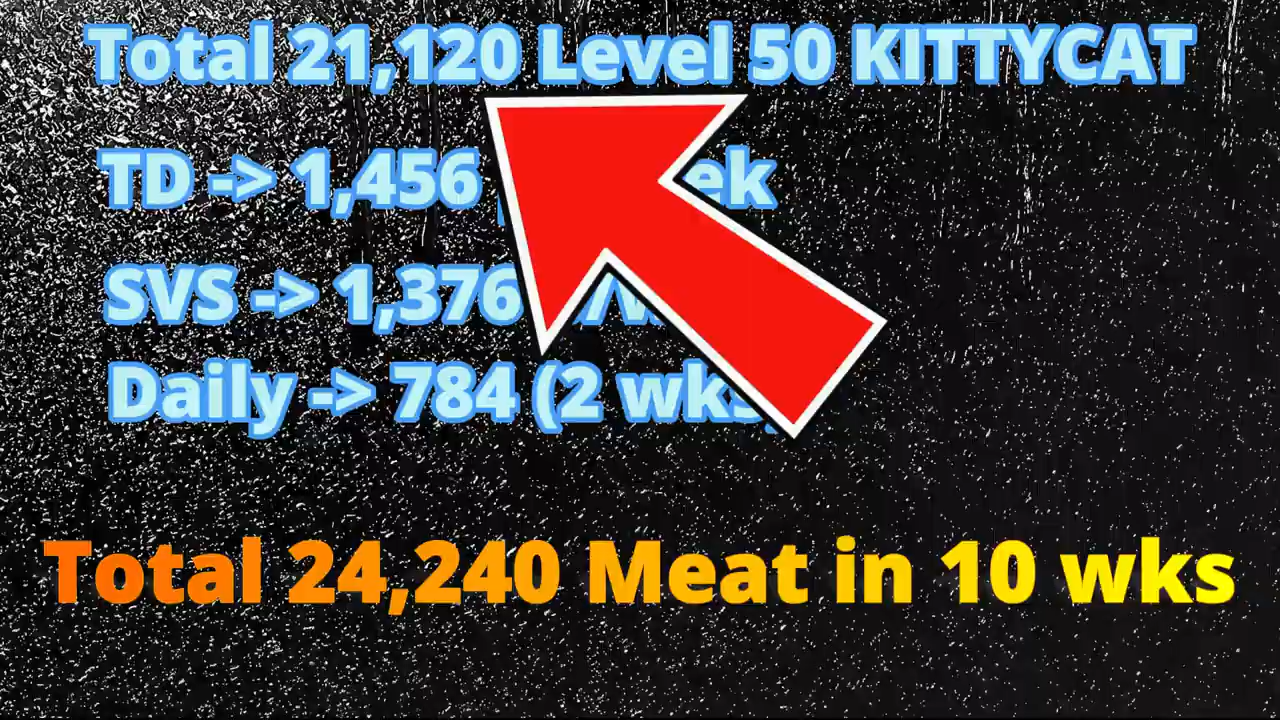 Total 21,120 Level 50 KITTYCAT
TD -> 1,456
SVS -> 1,376
Daily -> 784 (2 wks)
Total 24,240 Meat in 10 wks